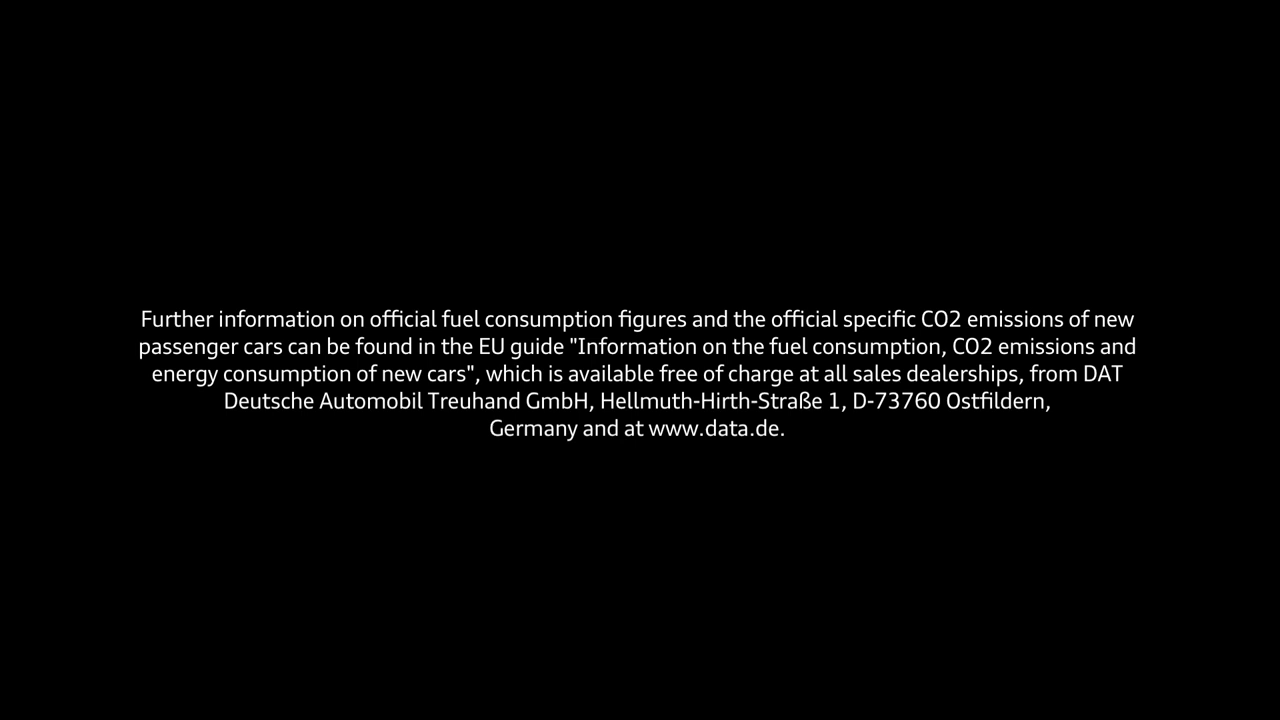 Further information on official fuel consumption figures and the official specific CO2 emissions of new
passenger cars can be found in the EU guide "Information on the fuel consumption, CO2 emissions and
energy consumption of new cars", which is available free of charge at all sales dealerships, from DAT
Deutsche Automobil Treuhand GmbH, Hellmuth-Hirth-Straße 1, D-73760 Ostfildern,
Germany and at www.data.de.